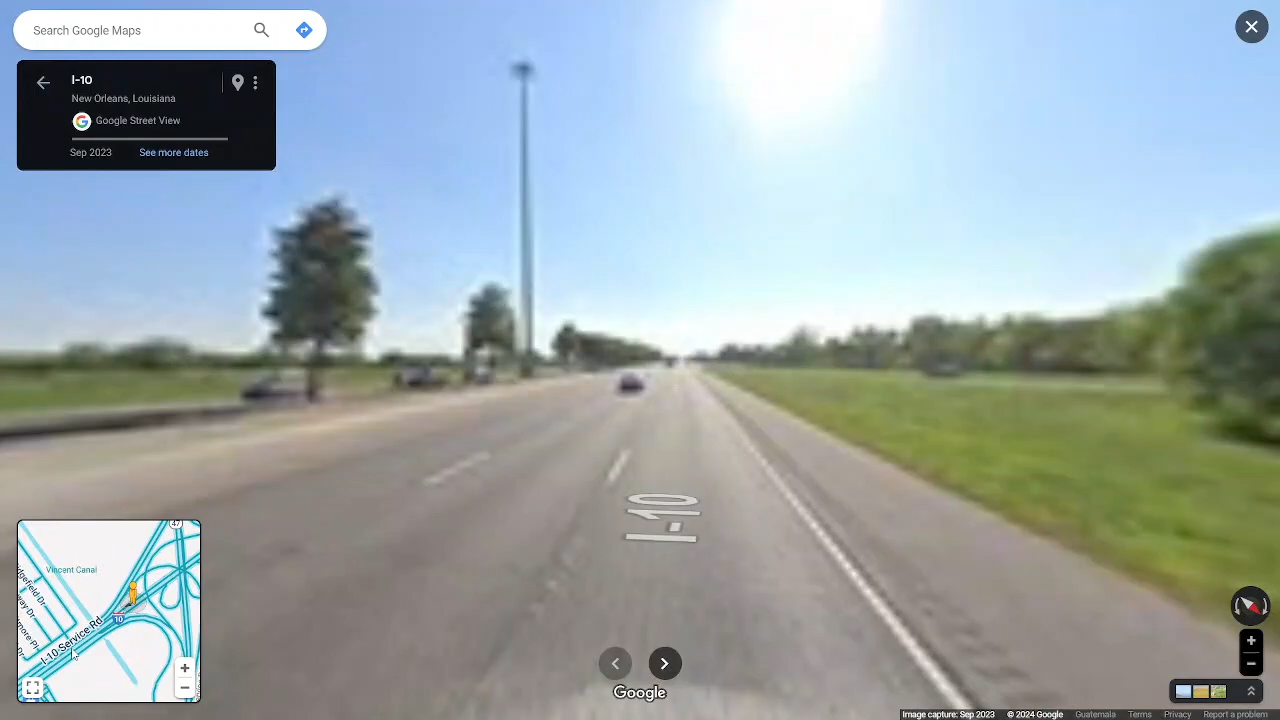 Search Google Maps
I-10
New Orleans, Louisiana
Google Street View
Sep 2023
See more dates
I-10
47
Vincent Canal
10
I-10 Service Rd
Google
Image capture: Sep 2023
© 2024 Google
Guatemala
Terms
Privacy
Report a problem